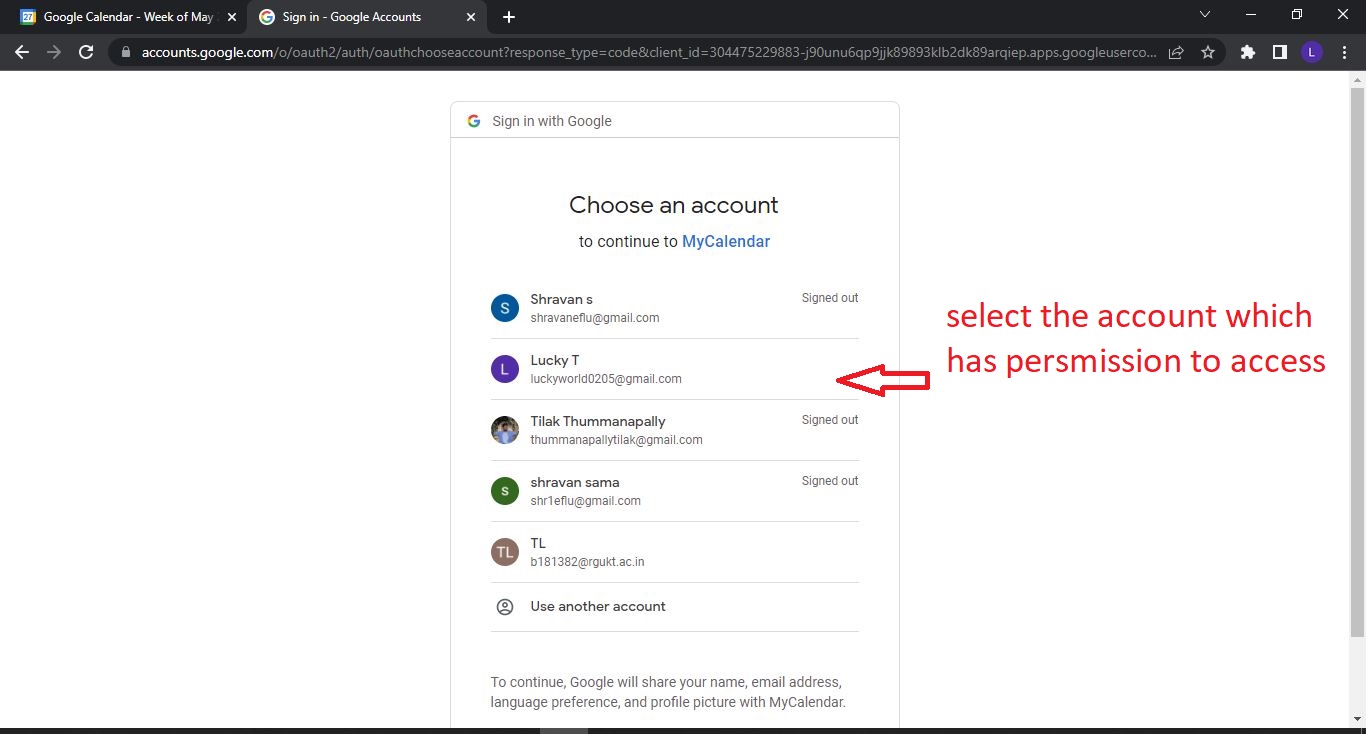 Google Calendar - Week of May
Sign in - Google Accounts
accounts.google.com/o/oauth2/auth/oauthchooseaccount?response_type=code&client_id=304475229883-j90unu6qp9jjk89893klb2dk89arqiep.apps.googleuserco...
L
Sign in with Google
Choose an account
to continue to MyCalendar
S
Shravan s
Signed out
shravaneflu@gmail.com
L
Lucky T
luckyworld0205@gmail.com
select the account which
has persmission to access
Tilak Thummanapally
Signed out
thummanapallytilak@gmail.com
s
shravan sama
Signed out
shr1eflu@gmail.com
TL
TL
b181382@rgukt.ac.in
Use another account
To continue, Google will share your name, email address,
language preference, and profile picture with MyCalendar.